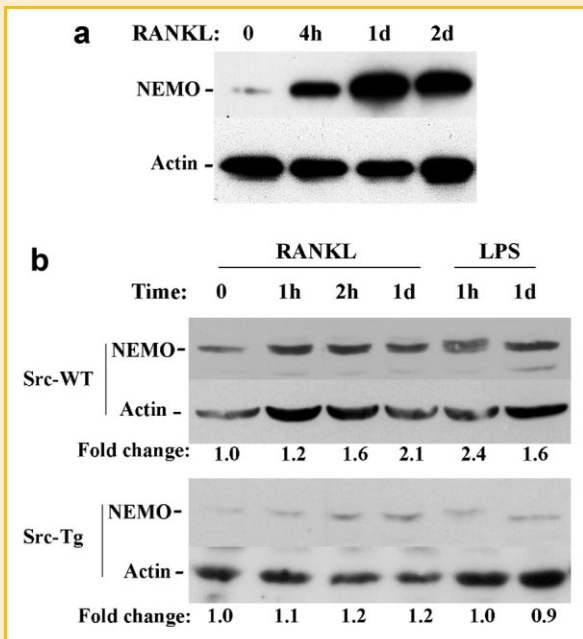 a
RANKL: 0 4h 1d 2d
NEMO -
Actin -
b
RANKL LPS
Time: 0 1h 2h 1d 1h 1d
Src-WT
NEMO-
Actin -
Fold change: 1.0 1.2 1.6 2.1 2.4 1.6
Src-Tg
NEMO-
Actin -
Fold change: 1.0 1.1 1.2 1.2 1.0 0.9